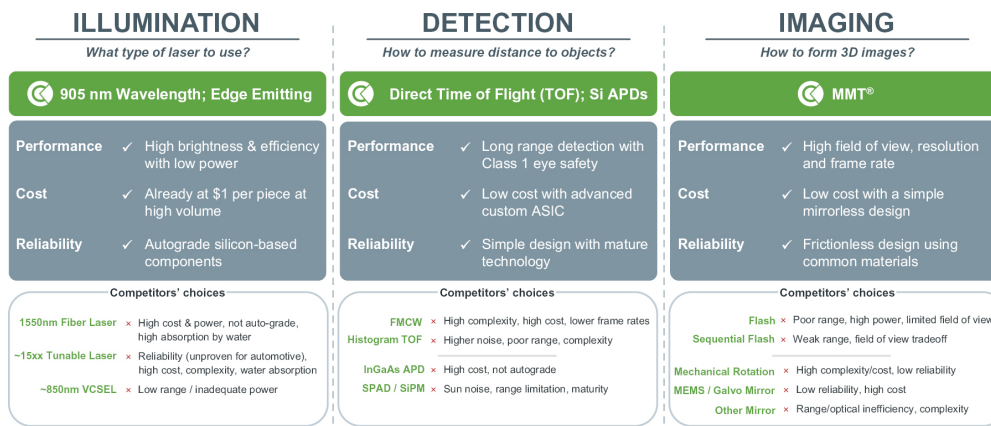 ILLUMINATION
What type of laser to use?
905 nm Wavelength; Edge Emitting
Performance ✓ High brightness & efficiency
with low power
Cost ✓ Already at $1 per piece at
high volume
Reliability ✓ Autograde silicon-based
components
Competitors' choices
1550nm Fiber Laser × High cost & power, not auto-grade,
high absorption by water
~15xx Tunable Laser × Reliability (unproven for automotive),
high cost, complexity, water absorption
~850nm VCSEL × Low range / inadequate power
DETECTION
How to measure distance to objects?
Direct Time of Flight (TOF); Si APDs
Performance ✓ Long range detection with
Class 1 eye safety
Cost ✓ Low cost with advanced
custom ASIC
Reliability ✓ Simple design with mature
technology
Competitors' choices
FMCW × High complexity, high cost, lower frame rates
Histogram TOF × Higher noise, poor range, complexity
InGaAs APD × High cost, not autograde
SPAD / SiPM × Sun noise, range limitation, maturity
IMAGING
How to form 3D images?
MMT®
Performance ✓ High field of view, resolution
and frame rate
Cost ✓ Low cost with a simple
mirrorless design
Reliability ✓ Frictionless design using
common materials
Competitors' choices
Flash × Poor range, high power, limited field of view
Sequential Flash × Weak range, field of view tradeoff
Mechanical Rotation × High complexity/cost, low reliability
MEMS / Galvo Mirror × Low reliability, high cost
Other Mirror × Range/optical inefficiency, complexity